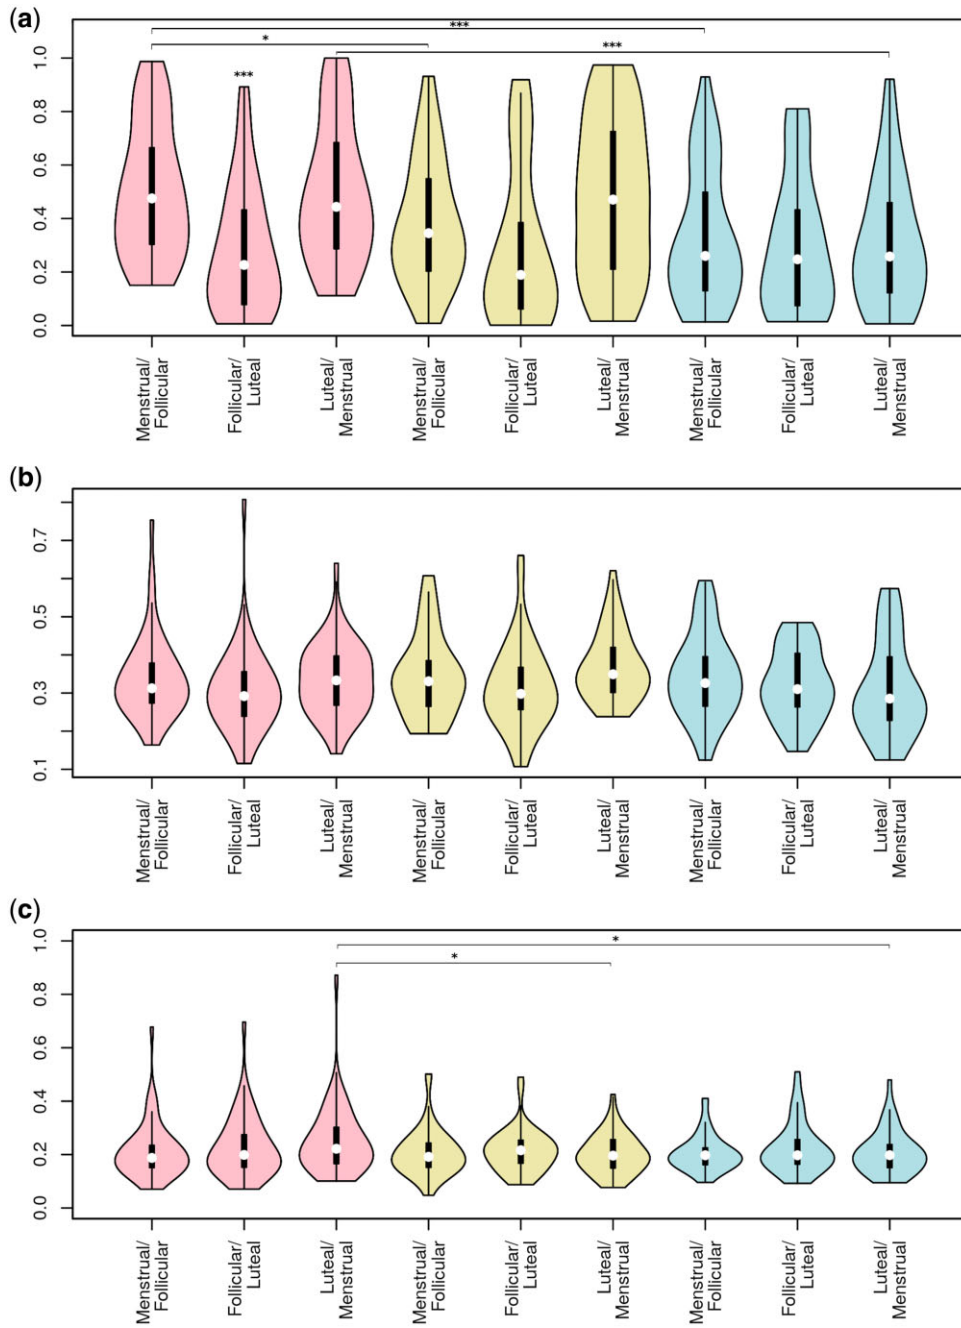 (a)
***
*
***
***
1.0
0.8
0.6
0.4
0.2
0.0
Menstrual/
Follicular
Follicular/
Luteal
Luteal/
Menstrual
Menstrual/
Follicular
Follicular/
Luteal
Luteal/
Menstrual
Menstrual/
Follicular
Follicular/
Luteal
Luteal/
Menstrual
(b)
0.7
0.5
0.3
0.1
Menstrual/
Follicular
Follicular/
Luteal
Luteal/
Menstrual
Menstrual/
Follicular
Follicular/
Luteal
Luteal/
Menstrual
Menstrual/
Follicular
Follicular/
Luteal
Luteal/
Menstrual
(c)
*
*
1.0
0.8
0.6
0.4
0.2
0.0
Menstrual/
Follicular
Follicular/
Luteal
Luteal/
Menstrual
Menstrual/
Follicular
Follicular/
Luteal
Luteal/
Menstrual
Menstrual/
Follicular
Follicular/
Luteal
Luteal/
Menstrual